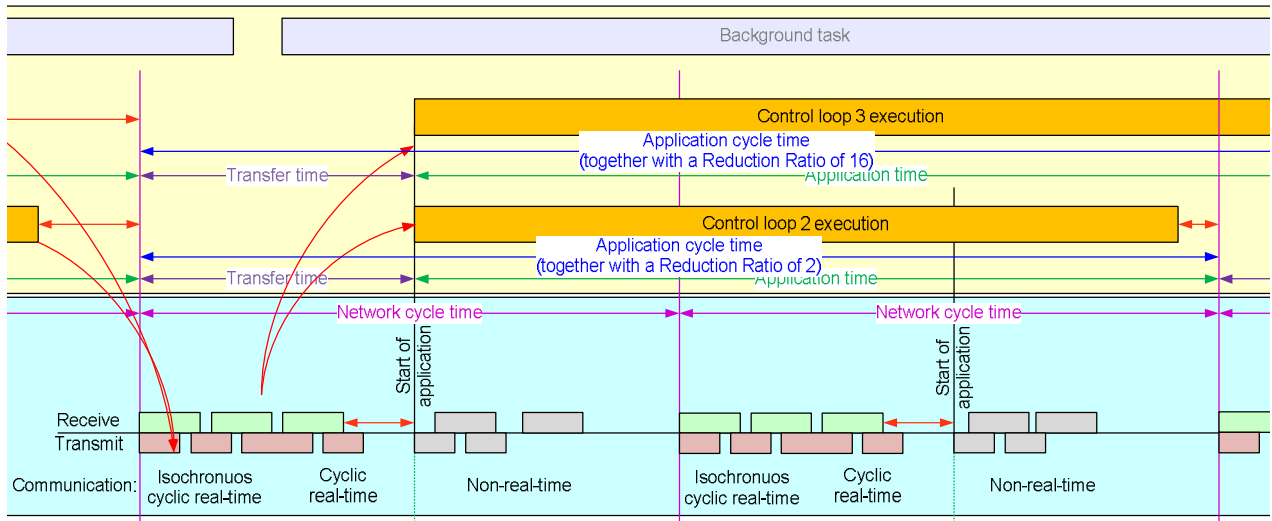 Background task
Control loop 3 execution
Application cycle time
(together with a Reduction Ratio of 16)
Transfer time
Application time
Control loop 2 execution
Application cycle time
(together with a Reduction Ratio of 2)
Transfer time
Application time
Network cycle time
Network cycle time
Start of
application
Start of
application
Receive
Transmit
Communication:
Isochronuos
cyclic real-time
Cyclic
real-time
Non-real-time
Isochronuos
cyclic real-time
Cyclic
real-time
Non-real-time